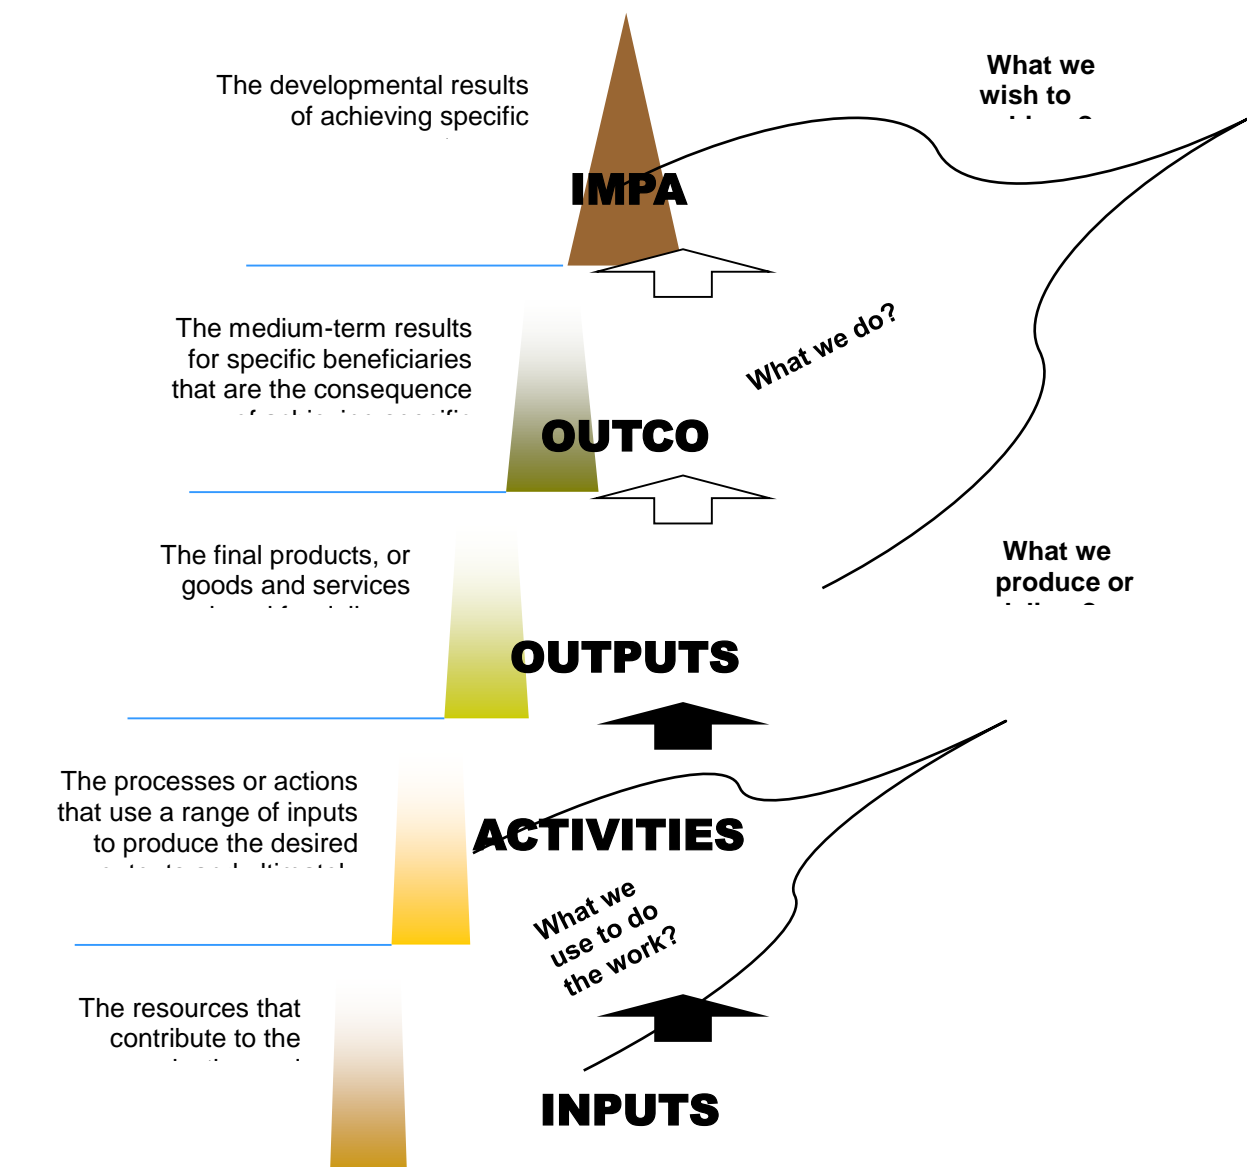 The developmental results
of achieving specific
What we
wish to
IMPA
The medium-term results
for specific beneficiaries
that are the consequence
of achieving specific
What we do?
OUTCO
The final products, or
goods and services
What we
produce or
OUTPUTS
The processes or actions
that use a range of inputs
to produce the desired
ACTIVITIES
What we
use to do
the work?
The resources that
contribute to the
INPUTS